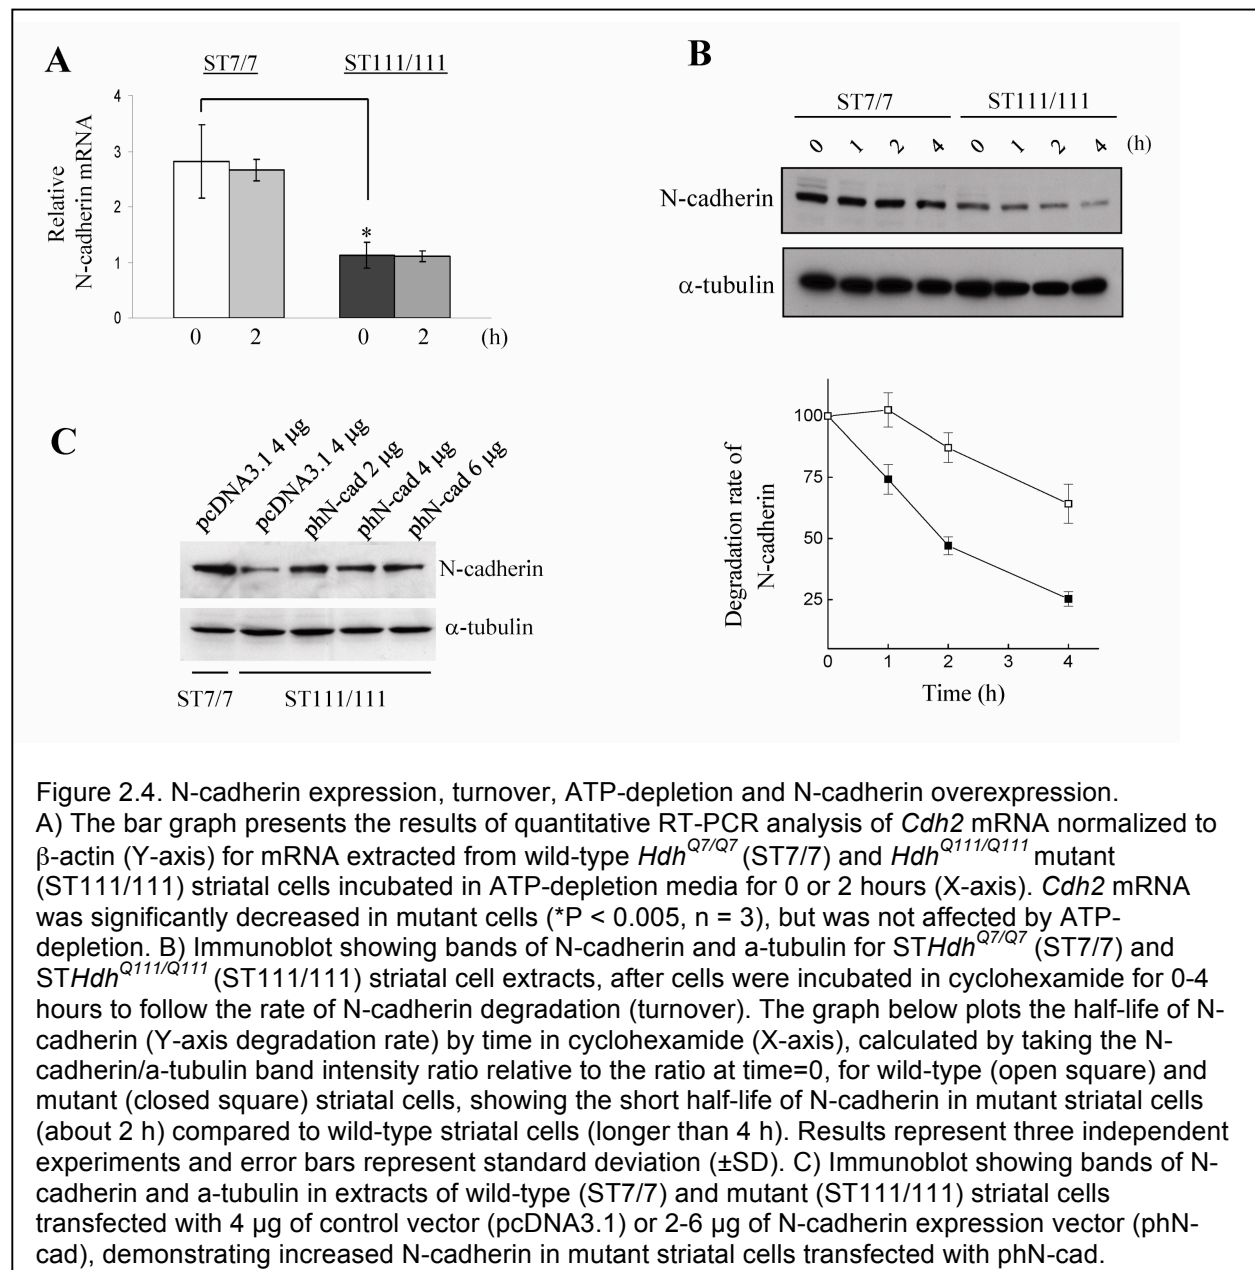 A
ST7/7
ST111/111
4
3
2
1
0
Relative
N-cadherin mRNA
*
0
2
0
2
(h)
B
ST7/7
ST111/111
0
1
2
4
0
1
2
4
(h)
N-cadherin
α-tubulin
100
75
50
25
Degradation rate of
N-cadherin
0
1
2
3
4
Time (h)
C
pcDNA3.1 4 µg
pcDNA3.1 4 µg
phN-cad 2 µg
phN-cad 4 µg
phN-cad 6 µg
N-cadherin
α-tubulin
ST7/7
ST111/111
Figure 2.4. N-cadherin expression, turnover, ATP-depletion and N-cadherin overexpression.
A) The bar graph presents the results of quantitative RT-PCR analysis of Cdh2 mRNA normalized to
β-actin (Y-axis) for mRNA extracted from wild-type Hdh^Q7/Q7 (ST7/7) and Hdh^Q111/Q111 mutant
(ST111/111) striatal cells incubated in ATP-depletion media for 0 or 2 hours (X-axis). Cdh2 mRNA
was significantly decreased in mutant cells (*P < 0.005, n = 3), but was not affected by ATP-
depletion. B) Immunoblot showing bands of N-cadherin and a-tubulin for STHdh^Q7/Q7 (ST7/7) and
STHdh^Q111/Q111 (ST111/111) striatal cell extracts, after cells were incubated in cyclohexamide for 0-4
hours to follow the rate of N-cadherin degradation (turnover). The graph below plots the half-life of N-
cadherin (Y-axis degradation rate) by time in cyclohexamide (X-axis), calculated by taking the N-
cadherin/a-tubulin band intensity ratio relative to the ratio at time=0, for wild-type (open square) and
mutant (closed square) striatal cells, showing the short half-life of N-cadherin in mutant striatal cells
(about 2 h) compared to wild-type striatal cells (longer than 4 h). Results represent three independent
experiments and error bars represent standard deviation (±SD). C) Immunoblot showing bands of N-
cadherin and a-tubulin in extracts of wild-type (ST7/7) and mutant (ST111/111) striatal cells
transfected with 4 µg of control vector (pcDNA3.1) or 2-6 µg of N-cadherin expression vector (phN-
cad), demonstrating increased N-cadherin in mutant striatal cells transfected with phN-cad.